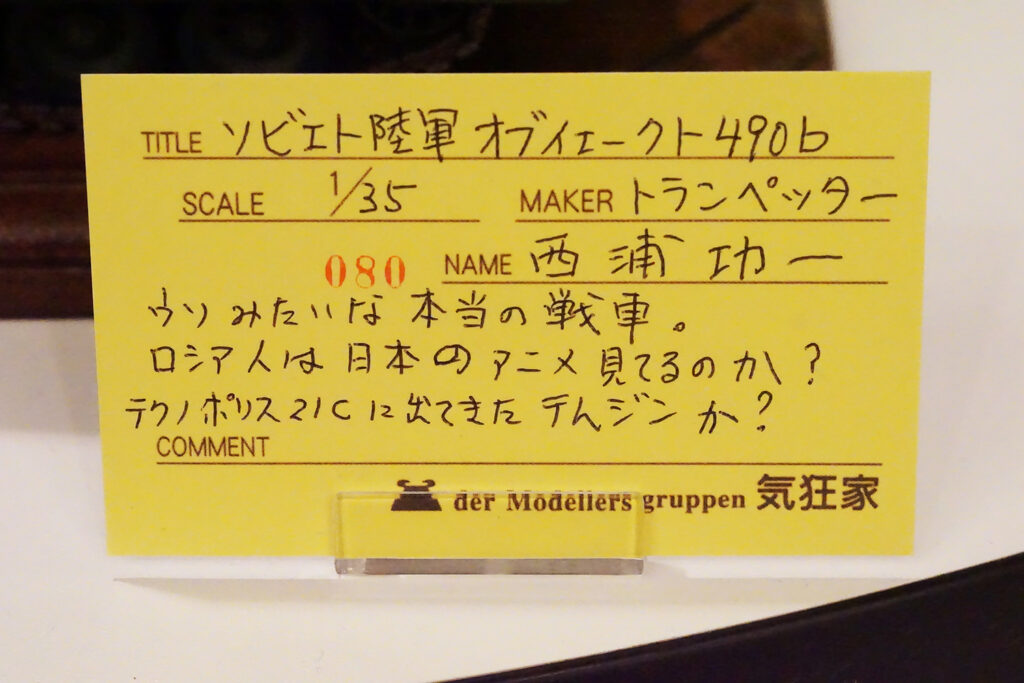 TITLE ソビエト陸軍 オブイェークト490b
SCALE 1/35 MAKER トランペッター
080 NAME 西浦功一
ウソみたいな本当の戦車。
ロシア人は日本のアニメ見てるのか?
テクノポリス21Cに出てきたテムジンか?
COMMENT
der Modellers gruppen 気狂家